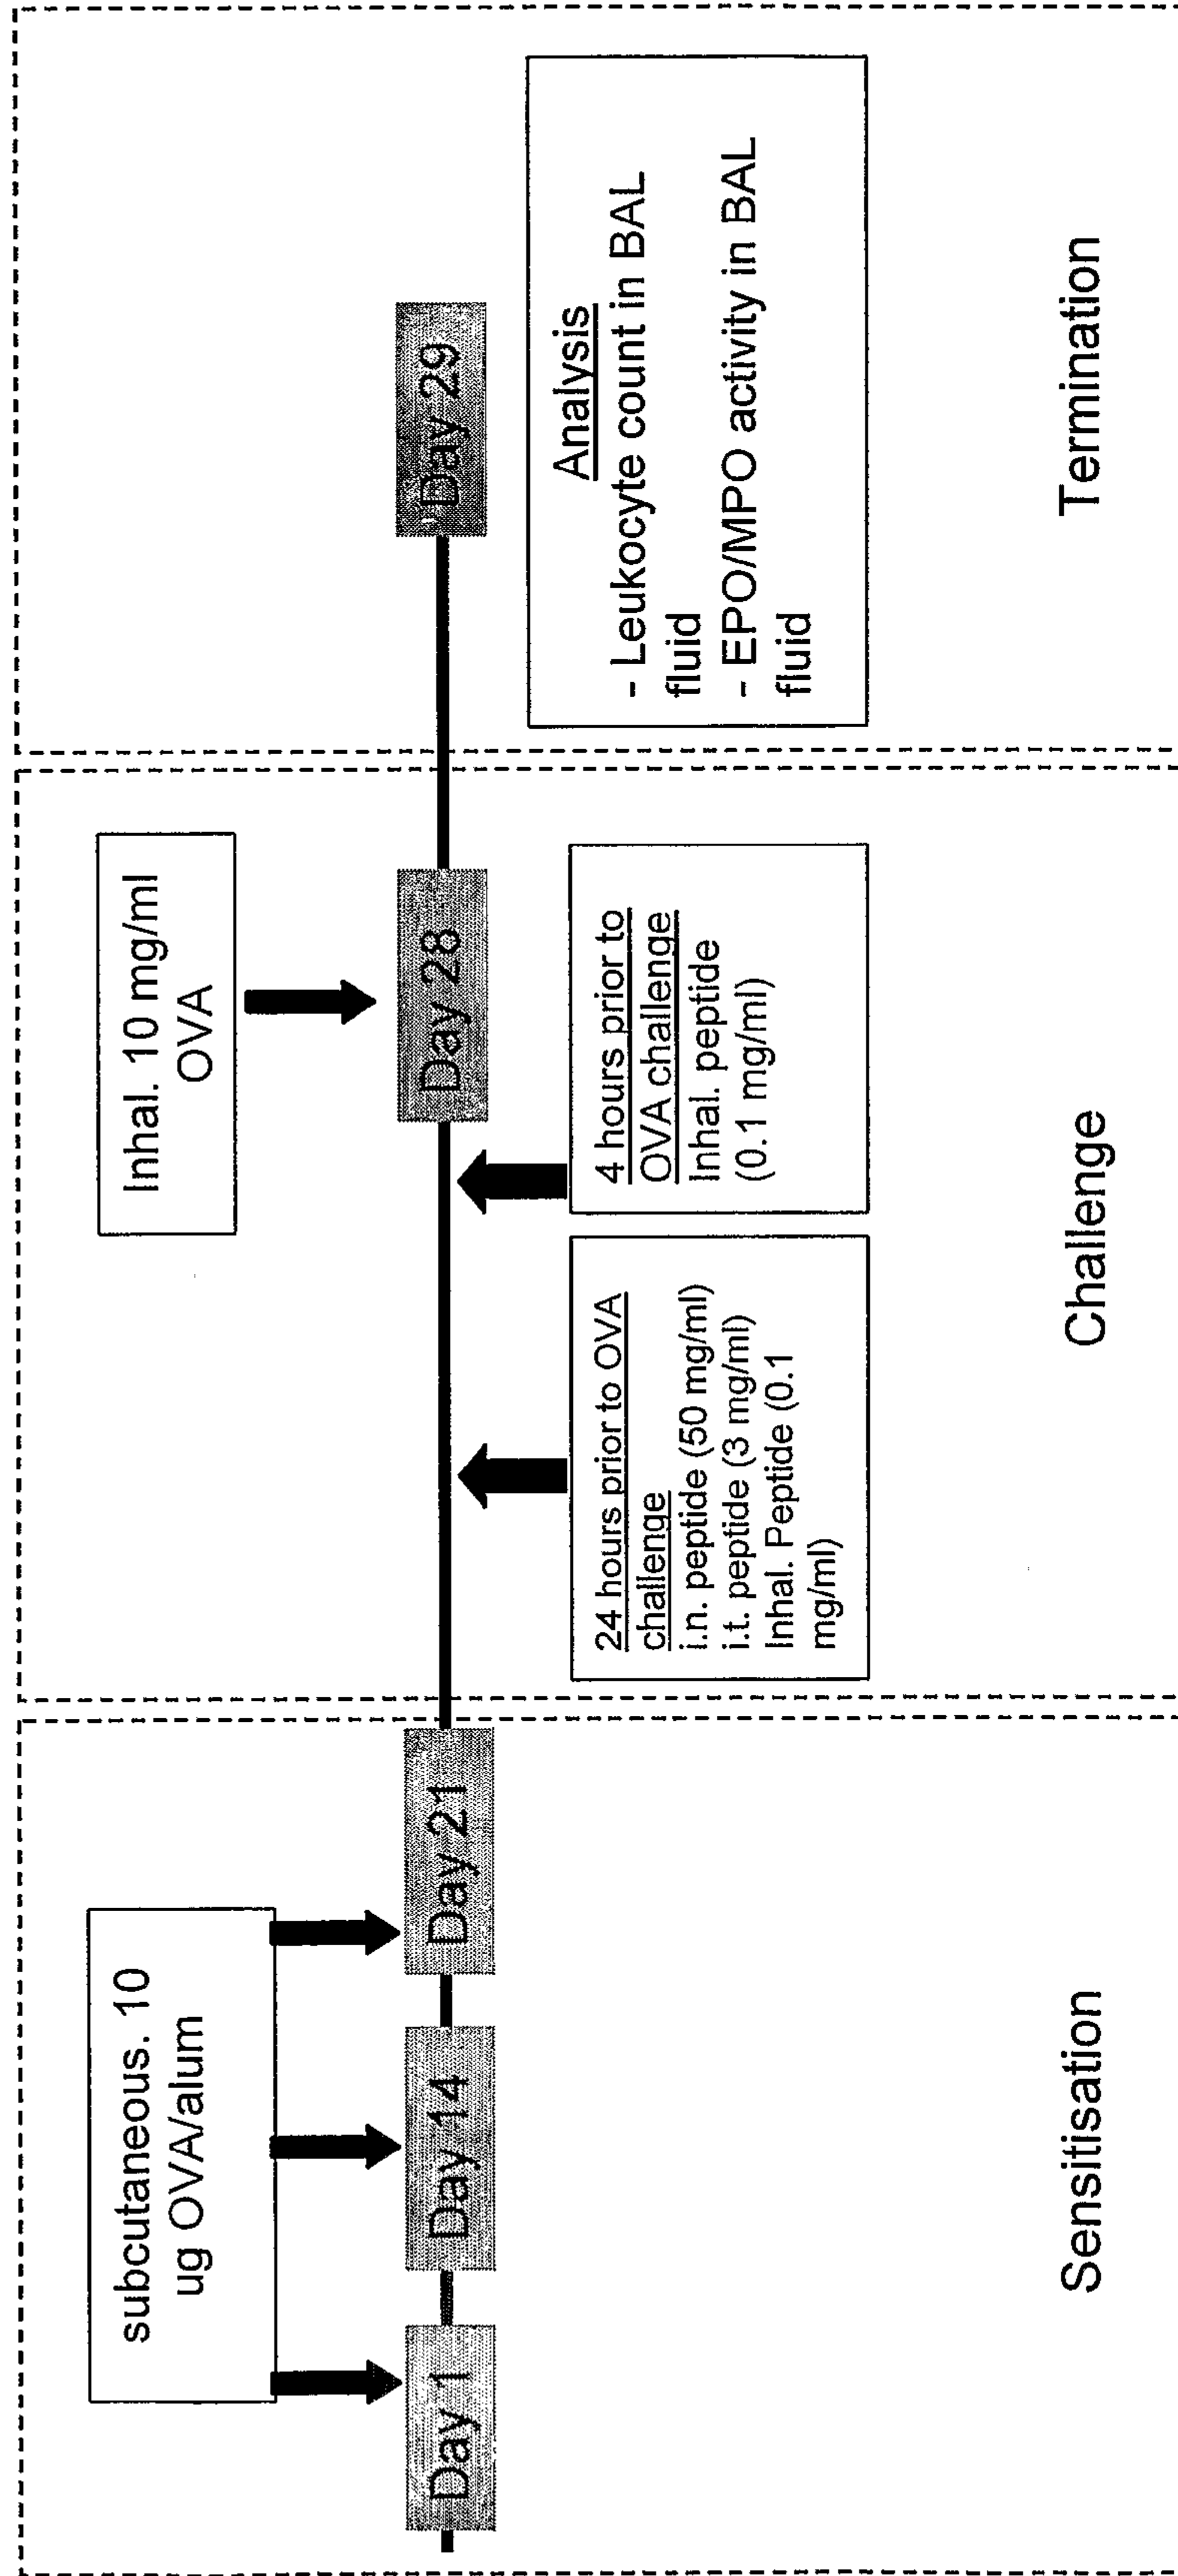 subcutaneous. 10
ug OVA/alum
Day 1
Day 14
Day 21
Sensitisation
Inhal. 10 mg/ml
OVA
Day 28
24 hours prior to OVA
challenge
i.n. peptide (50 mg/ml)
i.t. peptide (3 mg/ml)
Inhal. Peptide (0.1
mg/ml)
4 hours prior to
OVA challenge
Inhal. peptide
(0.1 mg/ml)
Challenge
Day 29
Analysis
- Leukocyte count in BAL
fluid
- EPO/MPO activity in BAL
fluid
Termination